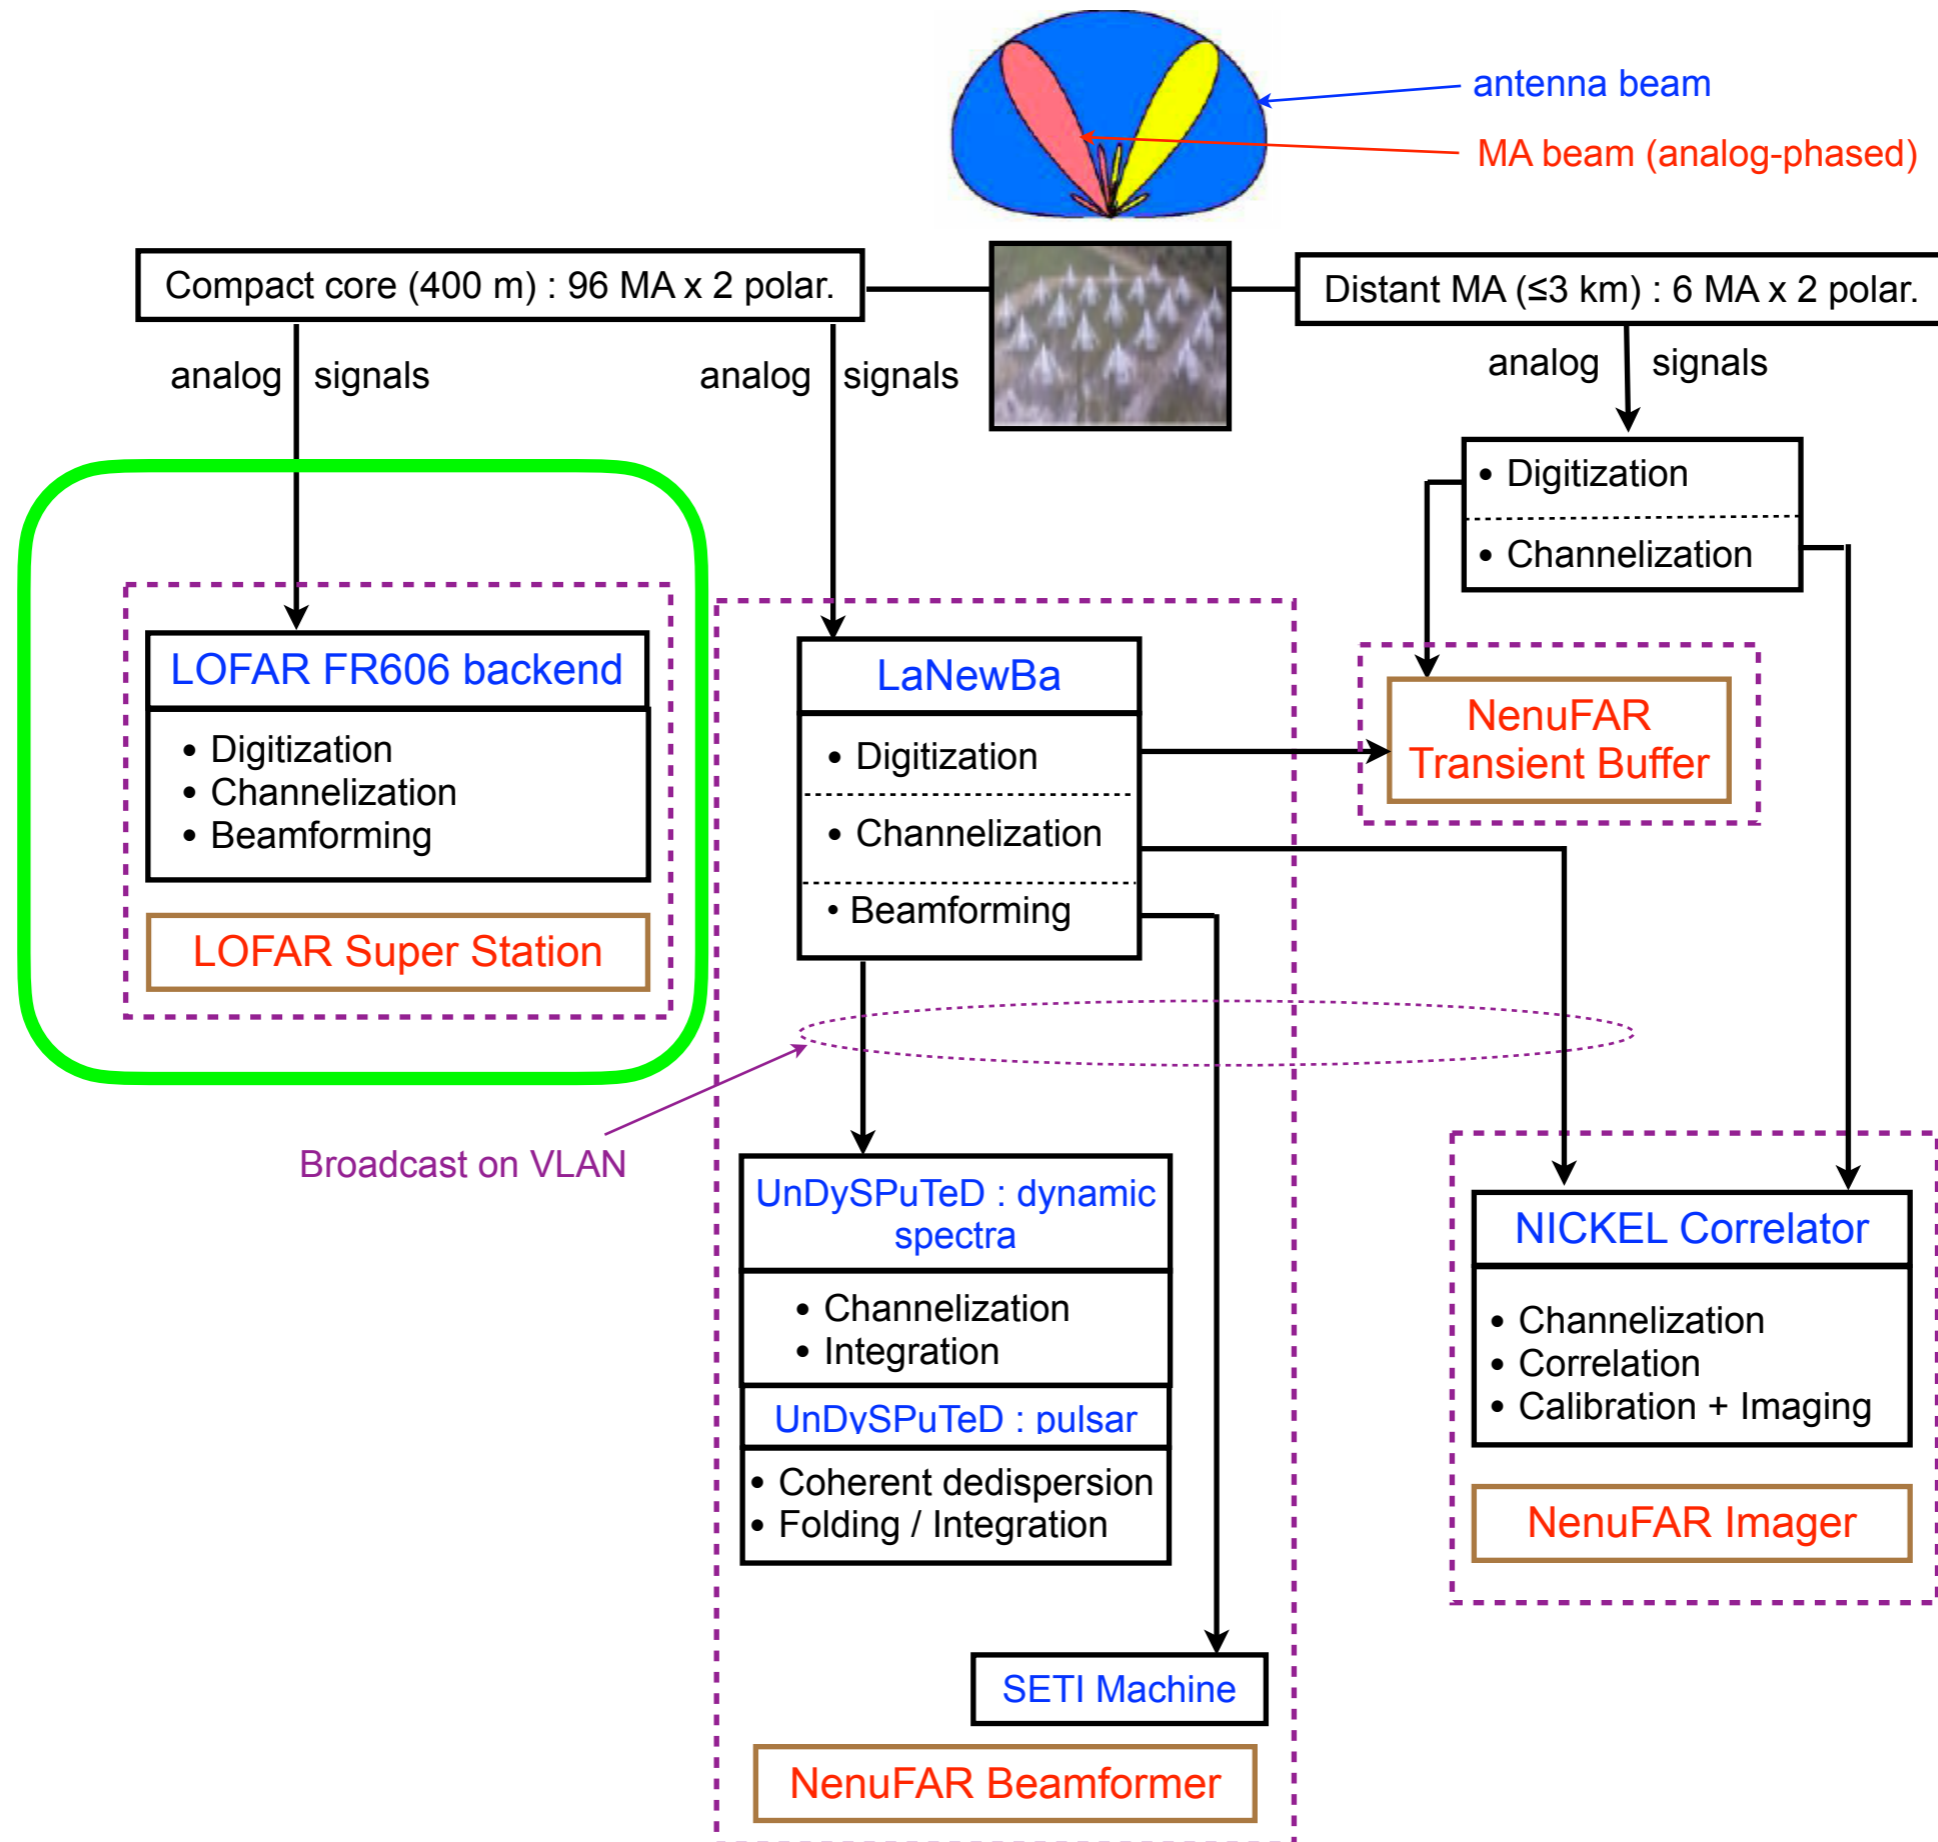 antenna beam
MA beam (analog-phased)
Compact core (400 m) : 96 MA x 2 polar.
Distant MA (≤3 km) : 6 MA x 2 polar.
analog signals
analog signals
analog signals
• Digitization
• Channelization
LOFAR FR606 backend
• Digitization
• Channelization
• Beamforming
LOFAR Super Station
LaNewBa
• Digitization
• Channelization
• Beamforming
NenuFAR
Transient Buffer
Broadcast on VLAN
UnDySPuTeD : dynamic
spectra
• Channelization
• Integration
UnDySPuTeD : pulsar
• Coherent dedispersion
• Folding / Integration
NICKEL Correlator
• Channelization
• Correlation
• Calibration + Imaging
NenuFAR Imager
SETI Machine
NenuFAR Beamformer